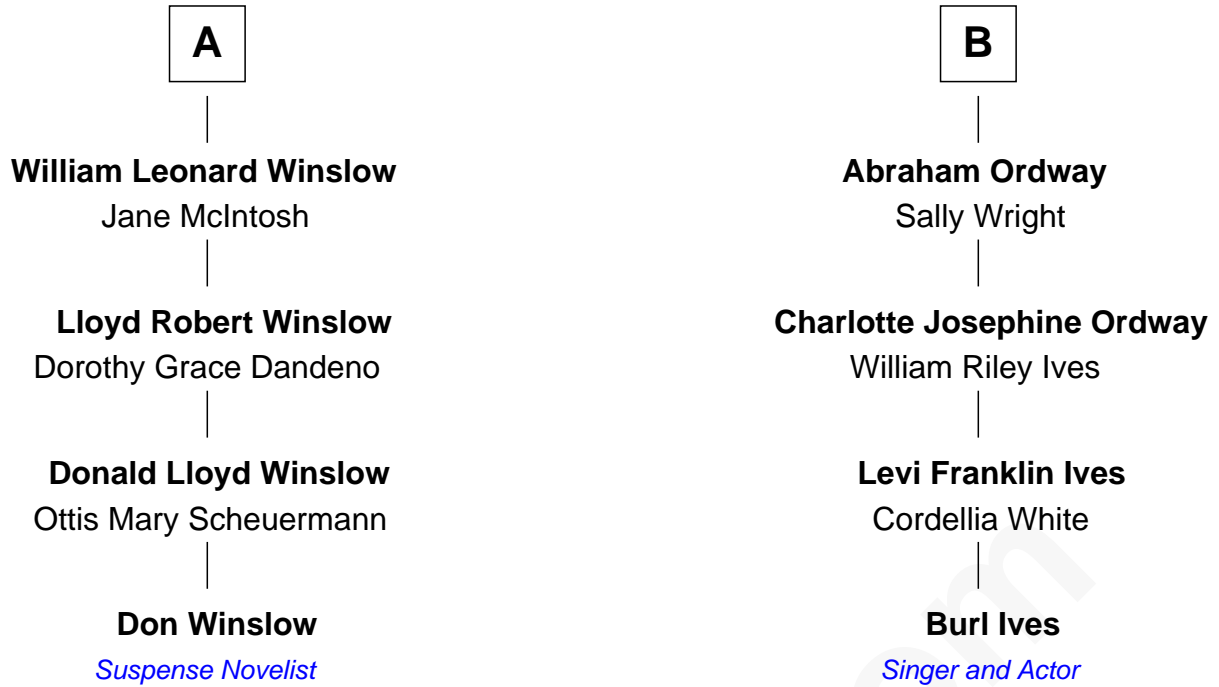 A
William Leonard Winslow
Jane McIntosh
Lloyd Robert Winslow
Dorothy Grace Dandeno
Donald Lloyd Winslow
Ottis Mary Scheuermann
Don Winslow
Suspense Novelist
B
Abraham Ordway
Sally Wright
Charlotte Josephine Ordway
William Riley Ives
Levi Franklin Ives
Cordellia White
Burl Ives
Singer and Actor